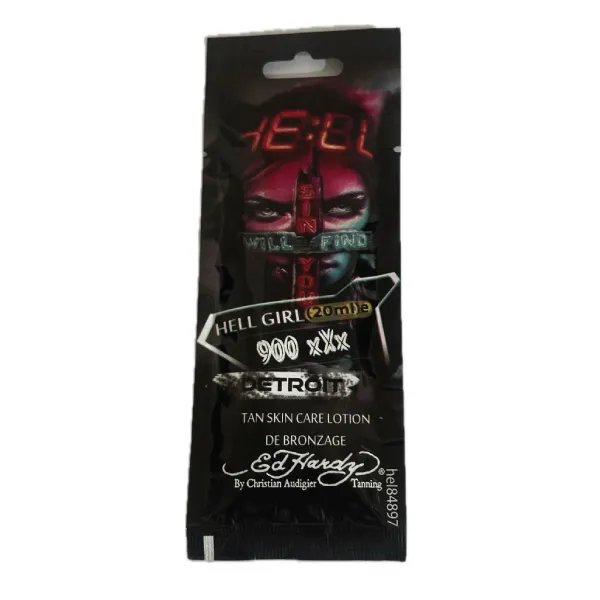 HE:LL
SIN
WILL FIND
YOU
HELL GIRL (20ml)e
900 xXx
DETROIT
TAN SKIN CARE LOTION
DE BRONZAGE
Ed Hardy®
By Christian Audigier Tanning
hel84897